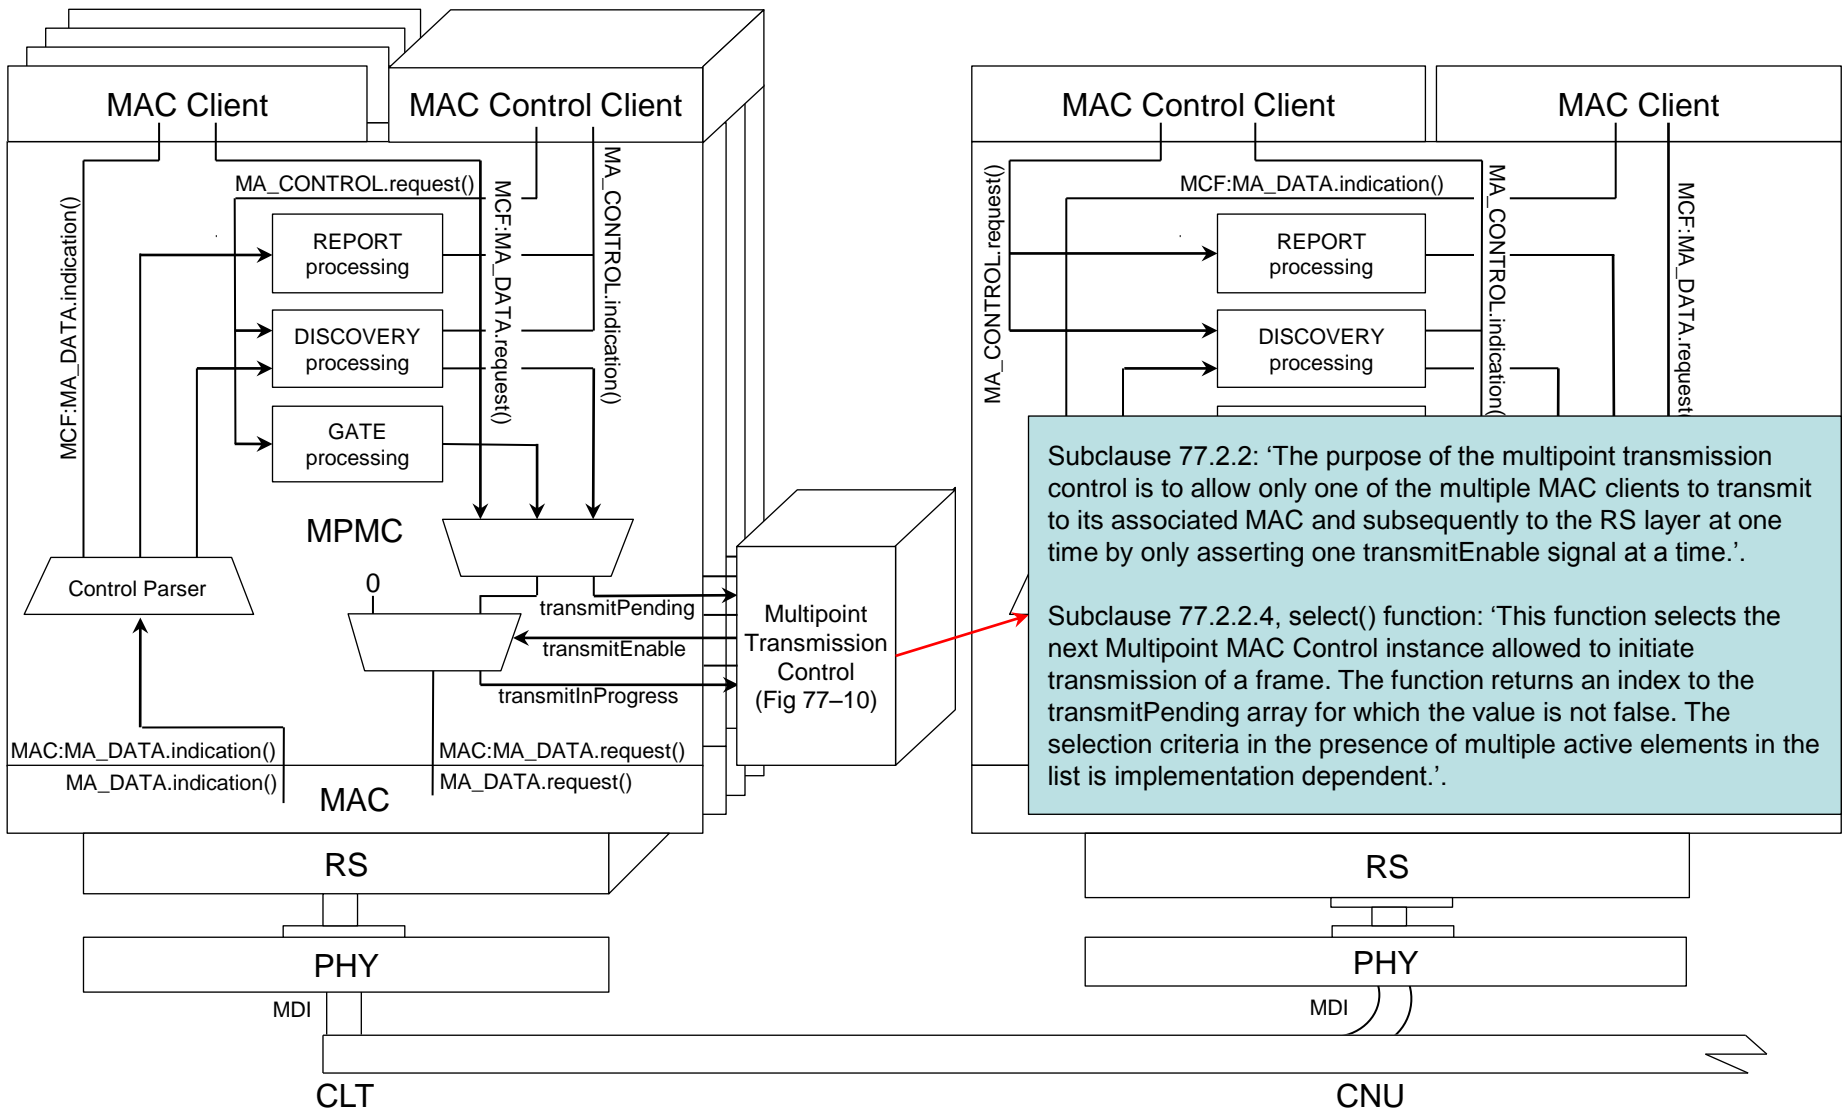 MAC Client
MAC Control Client
MCF:MA_DATA.indication()
MA_CONTROL.request()
MCF:MA_DATA.request()
MA_CONTROL.indication()
REPORT
processing
DISCOVERY
processing
GATE
processing
MPMC
Control Parser
0
transmitPending
transmitEnable
transmitInProgress
Multipoint
Transmission
Control
(Fig 77–10)
MAC:MA_DATA.indication()
MAC:MA_DATA.request()
MA_DATA.indication()
MA_DATA.request()
MAC
RS
PHY
MDI
CLT
MAC Control Client
MAC Client
MA_CONTROL.request()
MCF:MA_DATA.indication()
MA_CONTROL.indication(
MCF:MA_DATA.request(
REPORT
processing
DISCOVERY
processing
Subclause 77.2.2: ‘The purpose of the multipoint transmission
control is to allow only one of the multiple MAC clients to transmit
to its associated MAC and subsequently to the RS layer at one
time by only asserting one transmitEnable signal at a time.’.
Subclause 77.2.2.4, select() function: ‘This function selects the
next Multipoint MAC Control instance allowed to initiate
transmission of a frame. The function returns an index to the
transmitPending array for which the value is not false. The
selection criteria in the presence of multiple active elements in the
list is implementation dependent.’.
RS
PHY
MDI
CNU